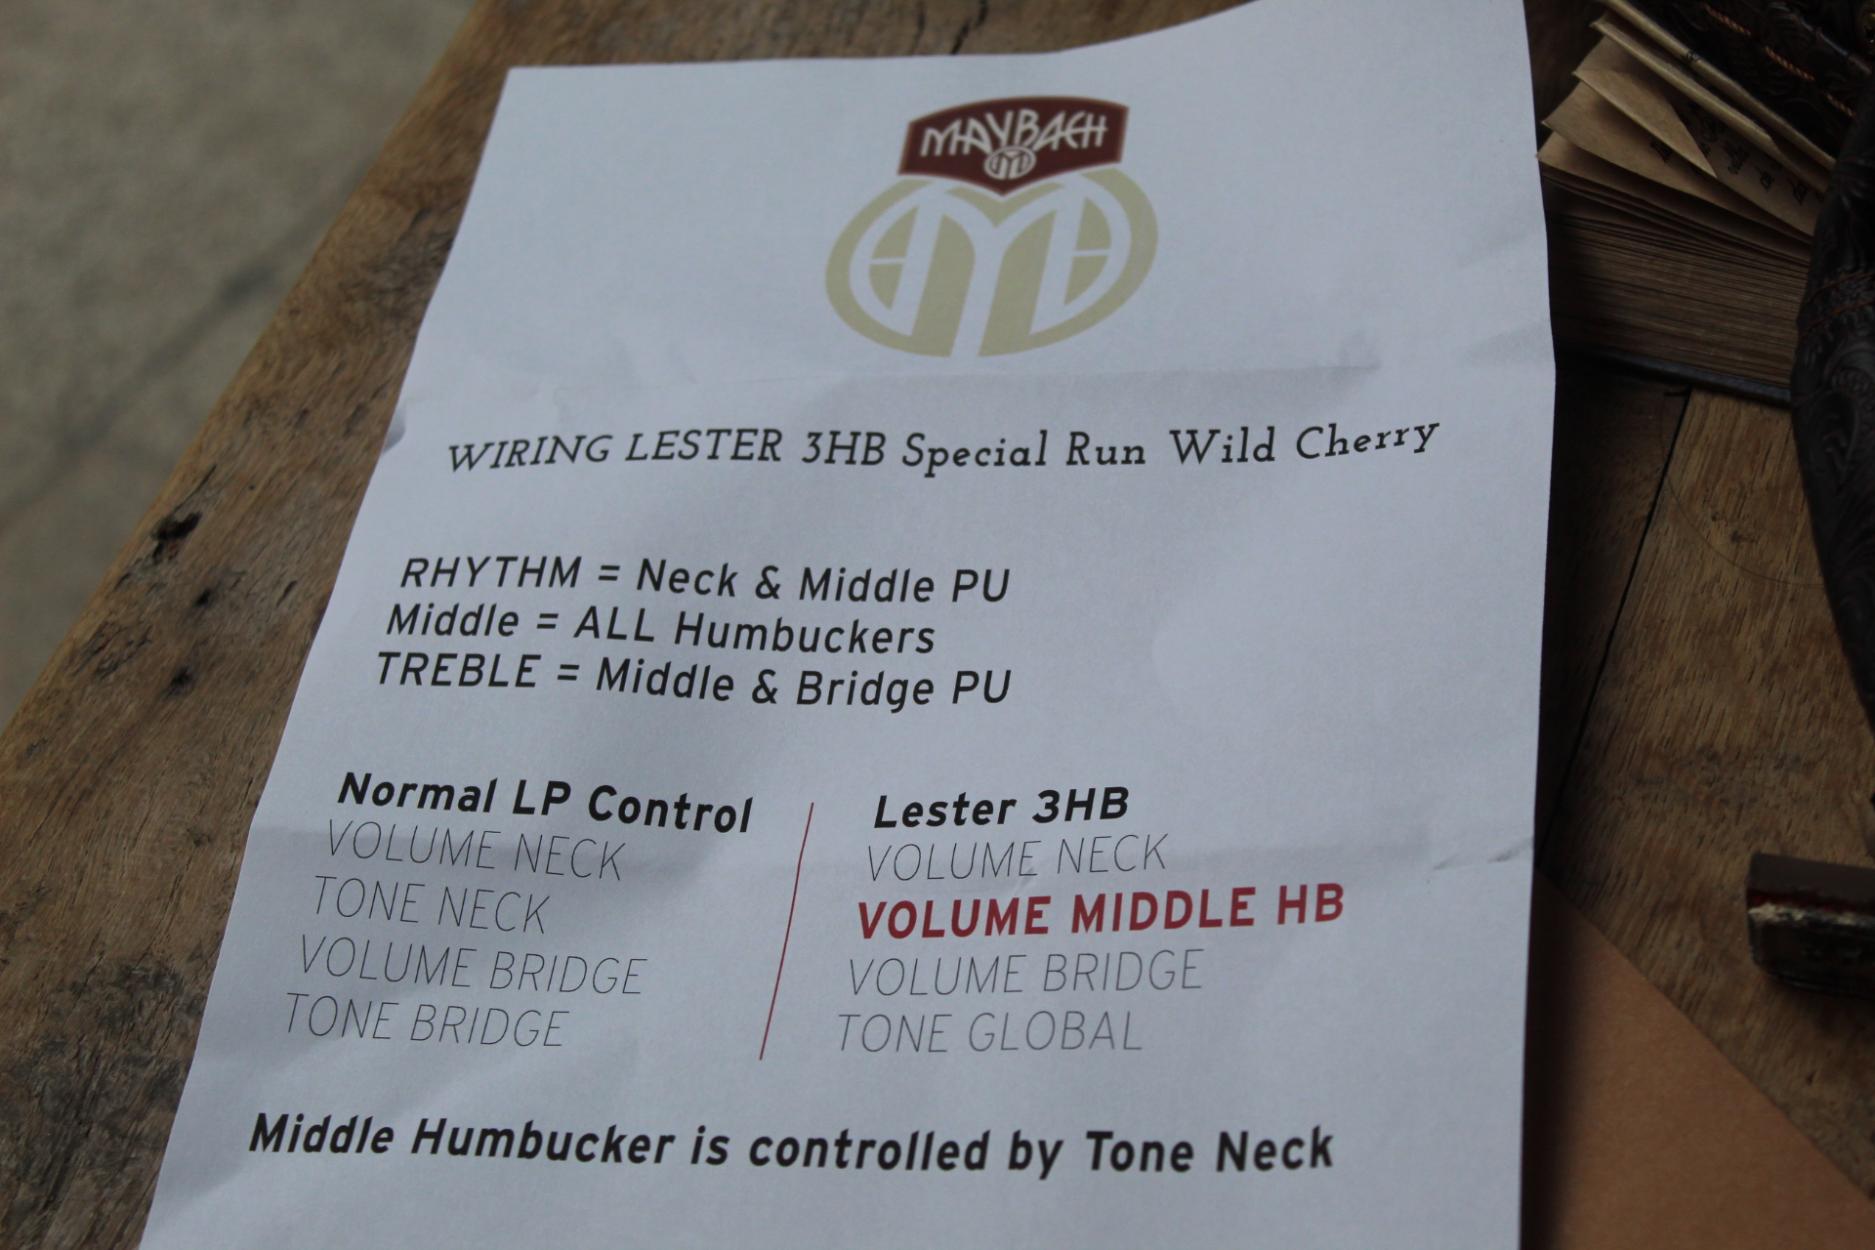 MAYBACH
WIRING LESTER 3HB Special Run Wild Cherry
RHYTHM = Neck & Middle PU
Middle = ALL Humbuckers
TREBLE = Middle & Bridge PU
Normal LP Control
VOLUME NECK
TONE NECK
VOLUME BRIDGE
TONE BRIDGE
Lester 3HB
VOLUME NECK
VOLUME MIDDLE HB
VOLUME BRIDGE
TONE GLOBAL
Middle Humbucker is controlled by Tone Neck